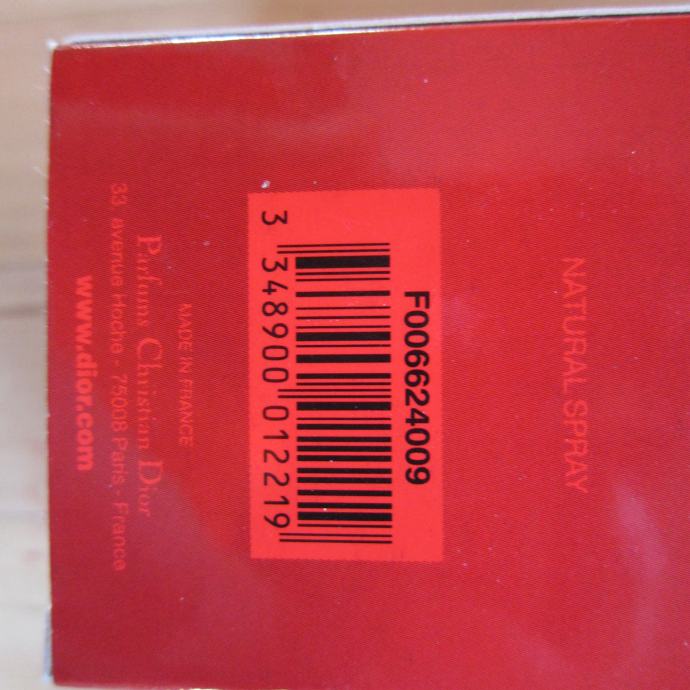 NATURAL SPRAY
F006624009
3 348900 012219
MADE IN FRANCE
Parfums Christian Dior
33, avenue Hoche - 75008 Paris - France
www.dior.com